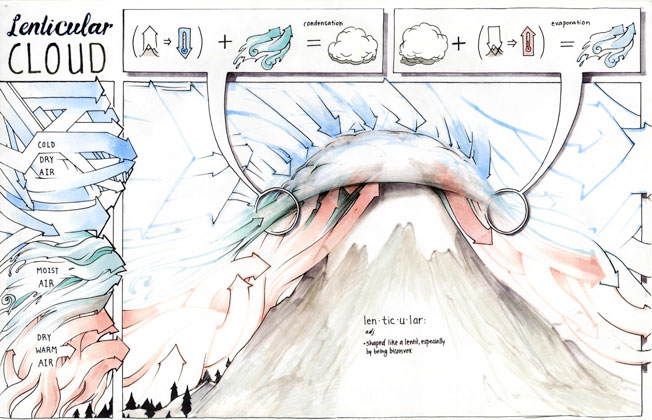 Lenticular
CLOUD
condensation
evaporation
COLD
DRY
AIR
MOIST
AIR
DRY
WARM
AIR
len·tic·u·lar:
adj
•shaped like a lentil, especially
by being biconvex